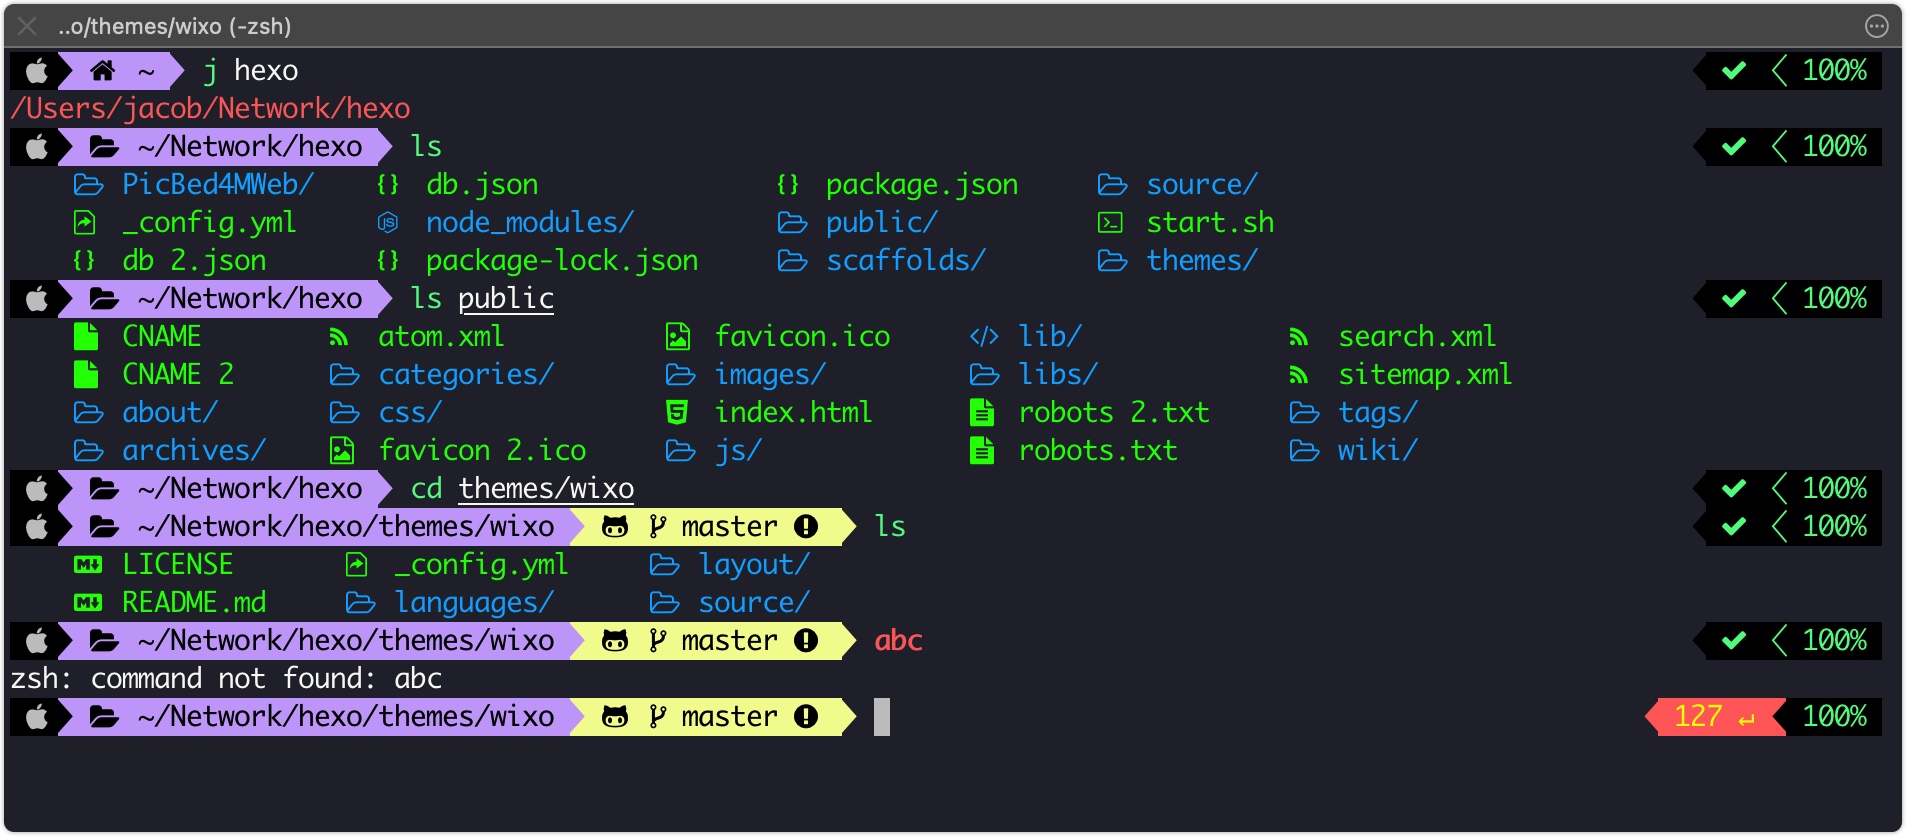 ..o/themes/wixo (-zsh)
~ j hexo 100%
/Users/jacob/Network/hexo
~/Network/hexo ls 100%
PicBed4MWeb/ {} db.json {} package.json source/
_config.yml JS node_modules/ public/ start.sh
{} db 2.json {} package-lock.json scaffolds/ themes/
~/Network/hexo ls public 100%
CNAME atom.xml favicon.ico </> lib/ search.xml
CNAME 2 categories/ images/ libs/ sitemap.xml
about/ css/ index.html robots 2.txt tags/
archives/ favicon 2.ico js/ robots.txt wiki/
~/Network/hexo cd themes/wixo 100%
~/Network/hexo/themes/wixo master ls 100%
LICENSE _config.yml layout/
README.md languages/ source/
~/Network/hexo/themes/wixo master abc 100%
zsh: command not found: abc
~/Network/hexo/themes/wixo master 127 ↵ 100%